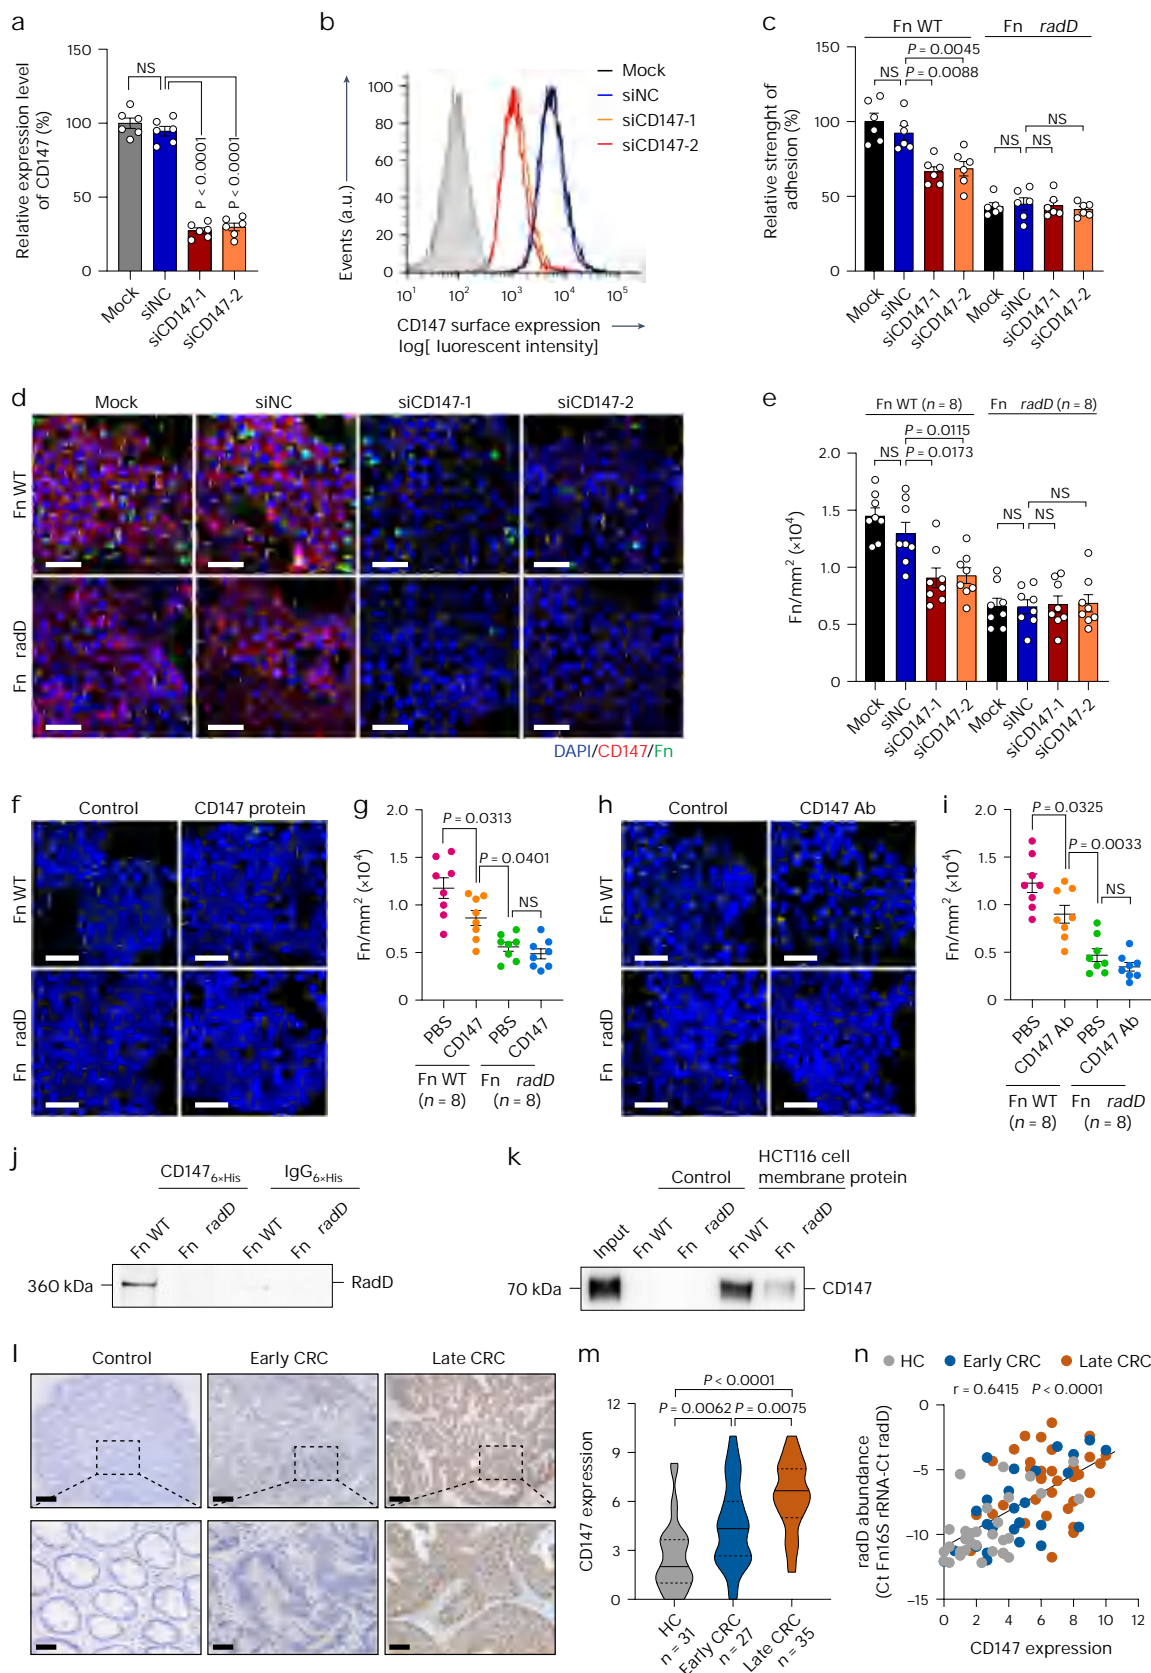 a
Relative expression level
of CD147 (%)
150
100
50
0
NS
P < 0.0001
P < 0.0001
Mock
siNC
siCD147-1
siCD147-2
b
Events (a.u.)
100
80
60
40
20
0
10¹ 10² 10³ 10⁴ 10⁵
CD147 surface expression
log[ luorescent intensity]
Mock
siNC
siCD147-1
siCD147-2
c
Fn WT
Fn radD
Relative strenght of
adhesion (%)
150
100
50
0
P = 0.0045
NS P = 0.0088
NS
NS NS
Mock
siNC
siCD147-1
siCD147-2
Mock
siNC
siCD147-1
siCD147-2
d
Mock siNC siCD147-1 siCD147-2
Fn WT
Fn radD
DAPI/CD147/Fn
e
Fn WT (n = 8) Fn radD (n = 8)
Fn/mm² (×10⁴)
2.0
1.5
1.0
0.5
0
P = 0.0115
NS P = 0.0173
NS
NS NS
Mock
siNC
siCD147-1
siCD147-2
Mock
siNC
siCD147-1
siCD147-2
f
Control CD147 protein
Fn WT
Fn radD
g
Fn/mm² (×10⁴)
2.0
1.5
1.0
0.5
0
P = 0.0313
P = 0.0401
NS
PBS
CD147
PBS
CD147
Fn WT Fn radD
(n = 8) (n = 8)
h
Control CD147 Ab
Fn WT
Fn radD
i
Fn/mm² (×10⁴)
2.0
1.5
1.0
0.5
0
P = 0.0325
P = 0.0033
NS
PBS
CD147 Ab
PBS
CD147 Ab
Fn WT Fn radD
(n = 8) (n = 8)
j
CD147₆×His IgG₆×His
Fn WT
Fn radD
Fn WT
Fn radD
360 kDa
RadD
k
Control
HCT116 cell
membrane protein
Input
Fn WT
Fn radD
Fn WT
Fn radD
70 kDa
CD147
l
Control Early CRC Late CRC
m
CD147 expression
12
9
6
3
0
P < 0.0001
P = 0.0062 P = 0.0075
HC
n = 31
Early CRC
n = 27
Late CRC
n = 35
n
HC Early CRC Late CRC
r = 0.6415 P < 0.0001
radD abundance
(Ct Fn16S rRNA-Ct radD)
0
−5
−10
−15
0 2 4 6 8 10 12
CD147 expression